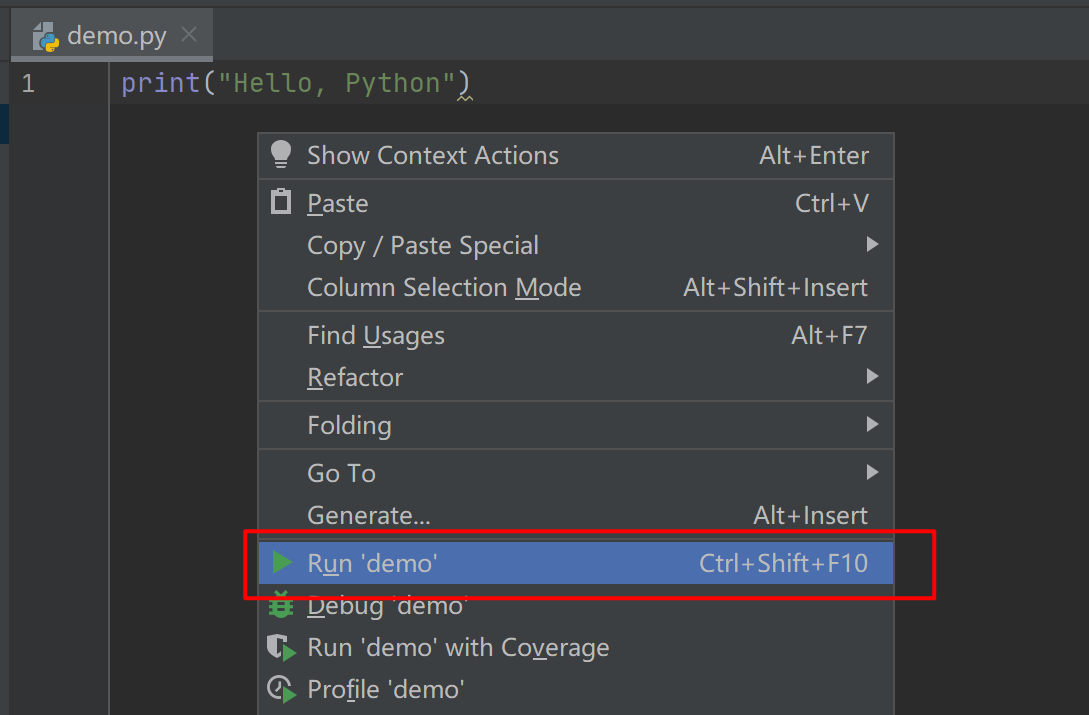 demo.py
1 print("Hello, Python")
Show Context Actions Alt+Enter
Paste Ctrl+V
Copy / Paste Special
Column Selection Mode Alt+Shift+Insert
Find Usages Alt+F7
Refactor
Folding
Go To
Generate... Alt+Insert
Run 'demo' Ctrl+Shift+F10
Debug 'demo'
Run 'demo' with Coverage
Profile 'demo'